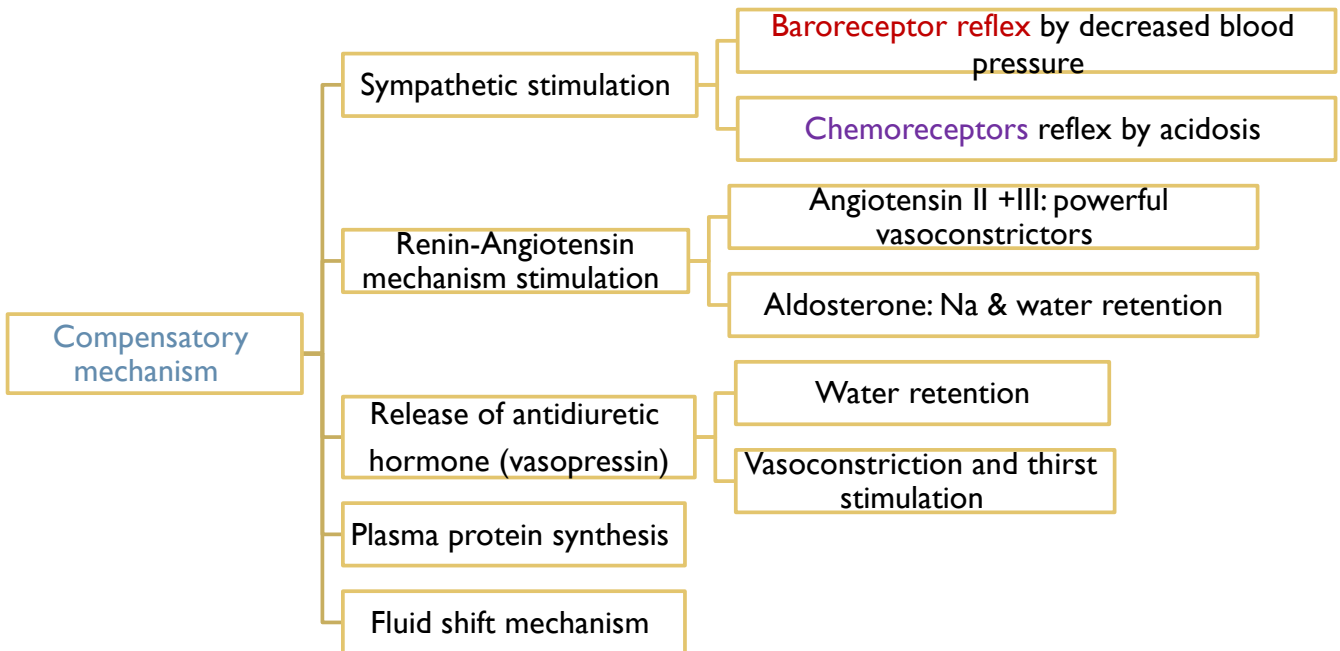 Compensatory
mechanism
Sympathetic stimulation
Baroreceptor reflex by decreased blood
pressure
Chemoreceptors reflex by acidosis
Renin-Angiotensin
mechanism stimulation
Angiotensin II +III: powerful
vasoconstrictors
Aldosterone: Na & water retention
Release of antidiuretic
hormone (vasopressin)
Water retention
Vasoconstriction and thirst
stimulation
Plasma protein synthesis
Fluid shift mechanism